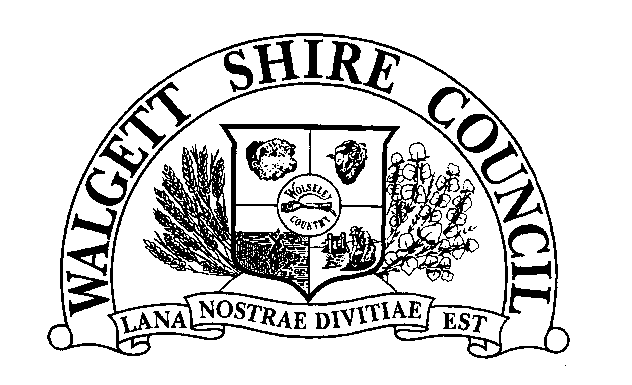 WALGETT SHIRE COUNCIL
WOLSELEY
COUNTRY
LANA NOSTRAE DIVITIAE EST